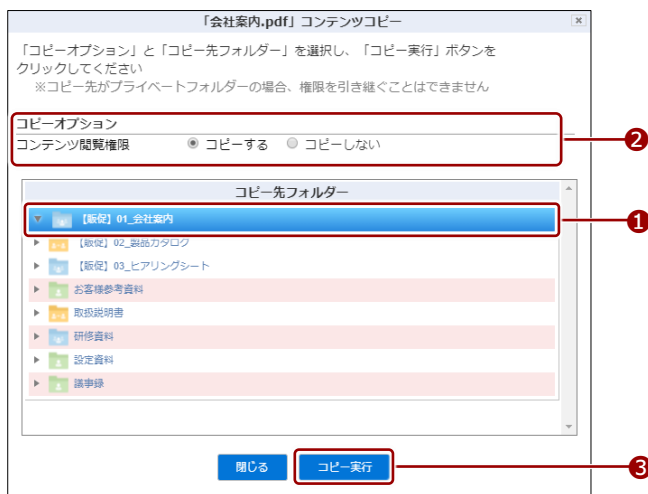 「会社案内.pdf」コンテンツコピー
「コピーオプション」と「コピー先フォルダー」を選択し、「コピー実行」ボタンを
クリックしてください
※コピー先がプライベートフォルダーの場合、権限を引き継ぐことはできません
コピーオプション
コンテンツ閲覧権限 コピーする コピーしない
2
コピー先フォルダー
【販促】01_会社案内
1
【販促】02_製品カタログ
【販促】03_ヒアリングシート
お客様参考資料
取扱説明書
研修資料
設定資料
議事録
閉じる コピー実行
3